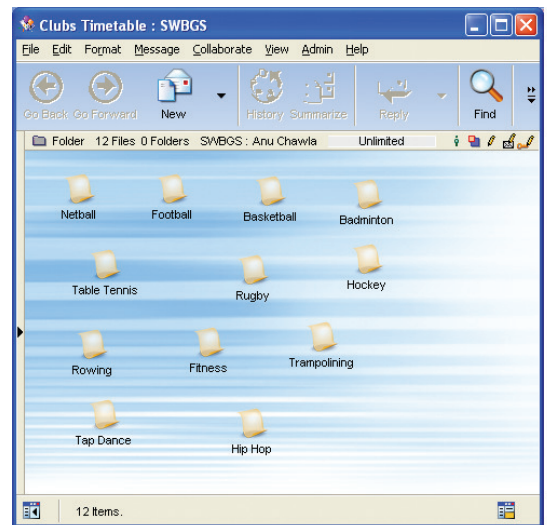 Clubs Timetable : SWBGS
File Edit Format Message Collaborate View Admin Help
Go Back Go Forward New History Summarize Reply Find
Folder 12 Files 0 Folders SWBGS : Anu Chawla Unlimited
Netball Football Basketball Badminton
Table Tennis Rugby Hockey
Rowing Fitness Trampolining
Tap Dance Hip Hop
12 Items.